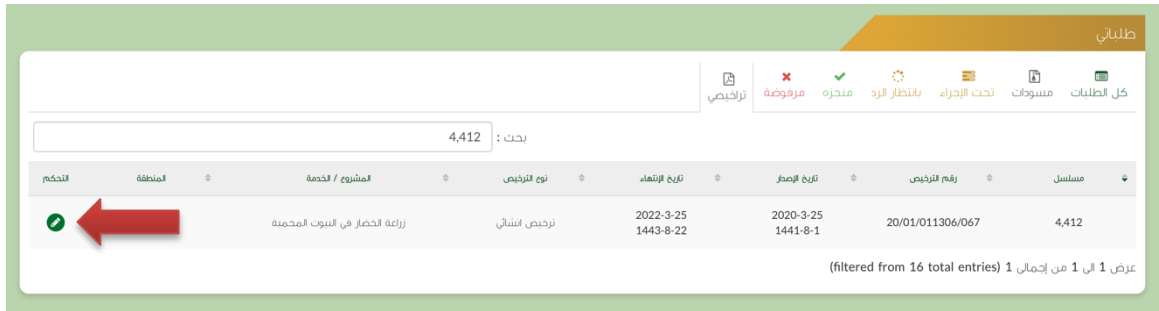 طلباتي
كل الطلبات
مسودات
تحت الإجراء
بانتظار الرد
منجزه
مرفوضة
تراخيصي
بحث : 4,412
مسلسل رقم الترخيص تاريخ الإصدار تاريخ الإنتهاء نوع الترخيص المشروع / الخدمة المنطقة التحكم
4,412 20/01/011306/067 2020-3-25 2022-3-25 ترخيص انشائي زراعة الخضار في البيوت المحمية
1441-8-1 1443-8-22
عرض 1 الى 1 من إجمالى 1 (filtered from 16 total entries)